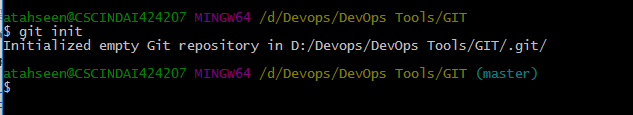 atahseen@CSCINDAI424207 MINGW64 /d/Devops/DevOps Tools/GIT
$ git init
Initialized empty Git repository in D:/Devops/DevOps Tools/GIT/.git/
atahseen@CSCINDAI424207 MINGW64 /d/Devops/DevOps Tools/GIT (master)
$